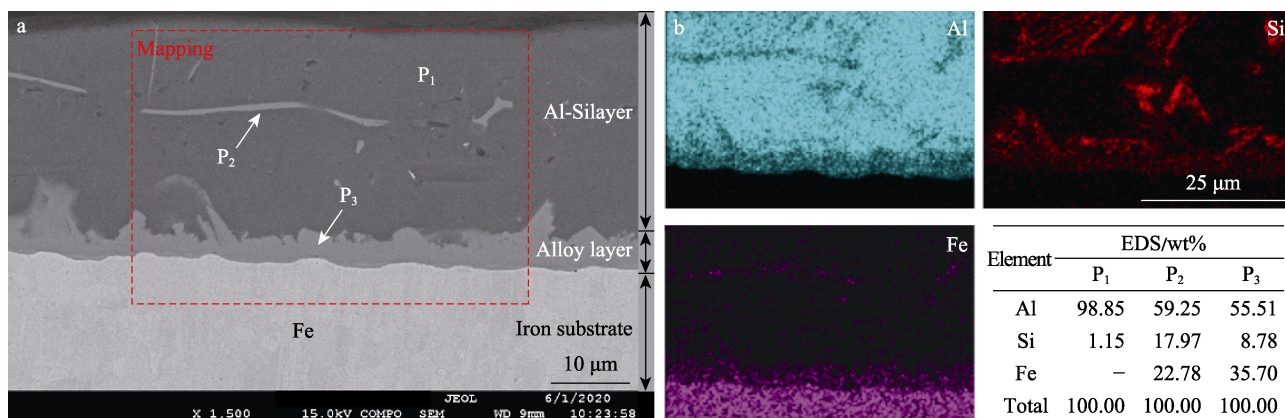 a
Mapping
P₁
Al-Silayer
P₂
P₃
Alloy layer
Fe
Iron substrate
10 μm
JEOL 6/1/2020
X 1,500 15.0kV COMPO SEM WD 9mm 10:23:58
b
Al
Si
25 μm
Fe
Element EDS/wt%
P₁ P₂ P₃
Al 98.85 59.25 55.51
Si 1.15 17.97 8.78
Fe – 22.78 35.70
Total 100.00 100.00 100.00